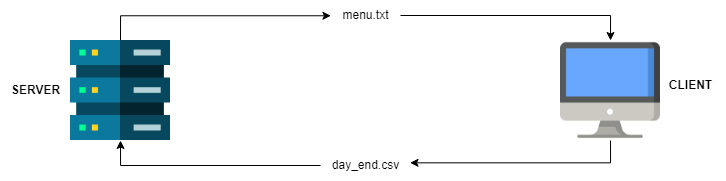 menu.txt
SERVER
CLIENT
day_end.csv